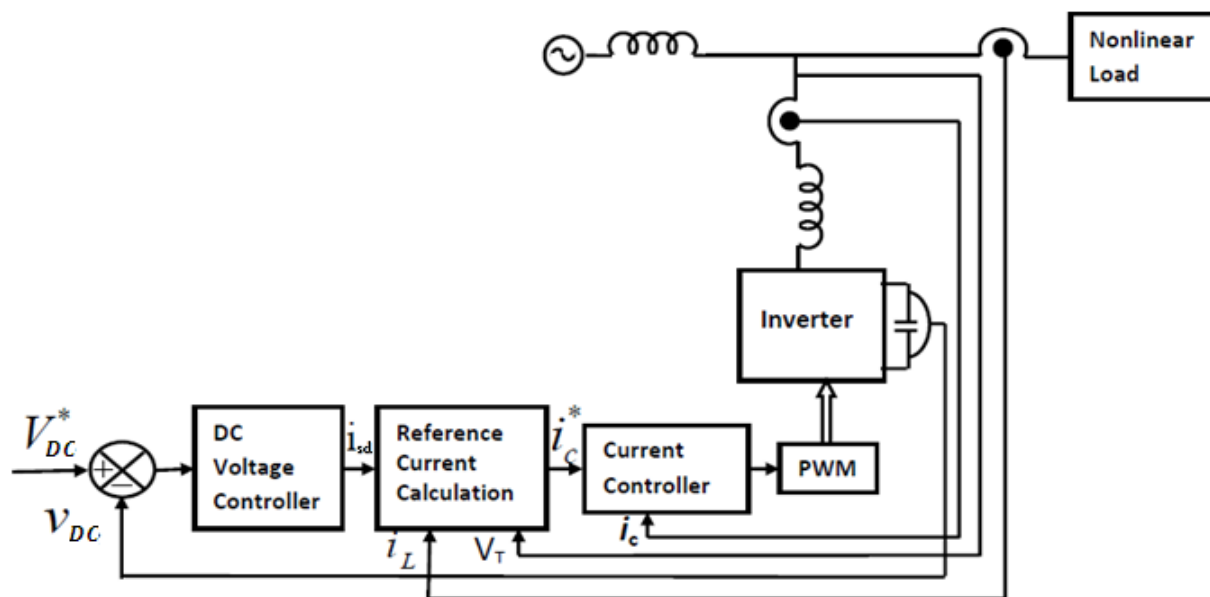 Nonlinear
Load
Inverter
V*DC
+
−
vDC
DC
Voltage
Controller
isd
Reference
Current
Calculation
iL
VT
i*c
Current
Controller
ic
PWM